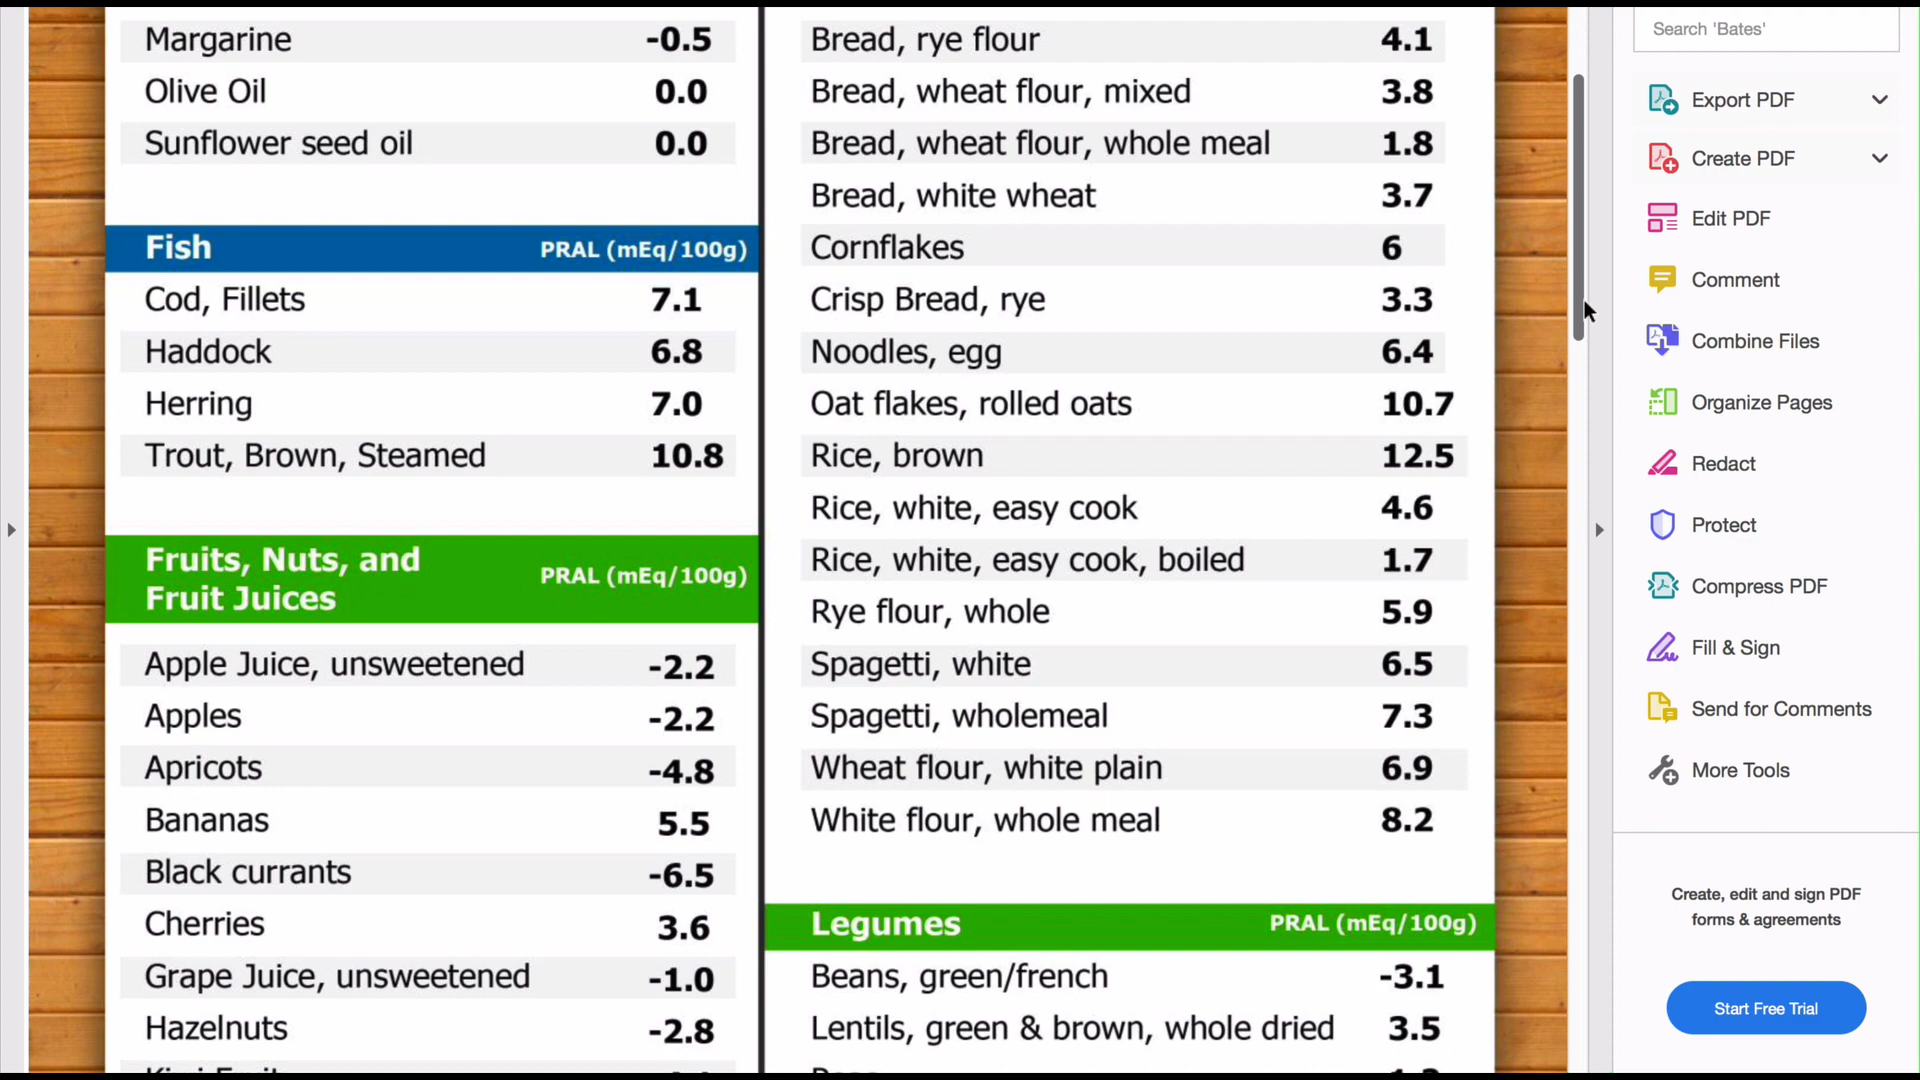 Margarine -0.5
Olive Oil 0.0
Sunflower seed oil 0.0
Fish PRAL (mEq/100g)
Cod, Fillets 7.1
Haddock 6.8
Herring 7.0
Trout, Brown, Steamed 10.8
Fruits, Nuts, and
Fruit Juices PRAL (mEq/100g)
Apple Juice, unsweetened -2.2
Apples -2.2
Apricots -4.8
Bananas 5.5
Black currants -6.5
Cherries 3.6
Grape Juice, unsweetened -1.0
Hazelnuts -2.8
Bread, rye flour 4.1
Bread, wheat flour, mixed 3.8
Bread, wheat flour, whole meal 1.8
Bread, white wheat 3.7
Cornflakes 6
Crisp Bread, rye 3.3
Noodles, egg 6.4
Oat flakes, rolled oats 10.7
Rice, brown 12.5
Rice, white, easy cook 4.6
Rice, white, easy cook, boiled 1.7
Rye flour, whole 5.9
Spagetti, white 6.5
Spagetti, wholemeal 7.3
Wheat flour, white plain 6.9
White flour, whole meal 8.2
Legumes PRAL (mEq/100g)
Beans, green/french -3.1
Lentils, green & brown, whole dried 3.5
Search 'Bates'
Export PDF
Create PDF
Edit PDF
Comment
Combine Files
Organize Pages
Redact
Protect
Compress PDF
Fill & Sign
Send for Comments
More Tools
Create, edit and sign PDF
forms & agreements
Start Free Trial